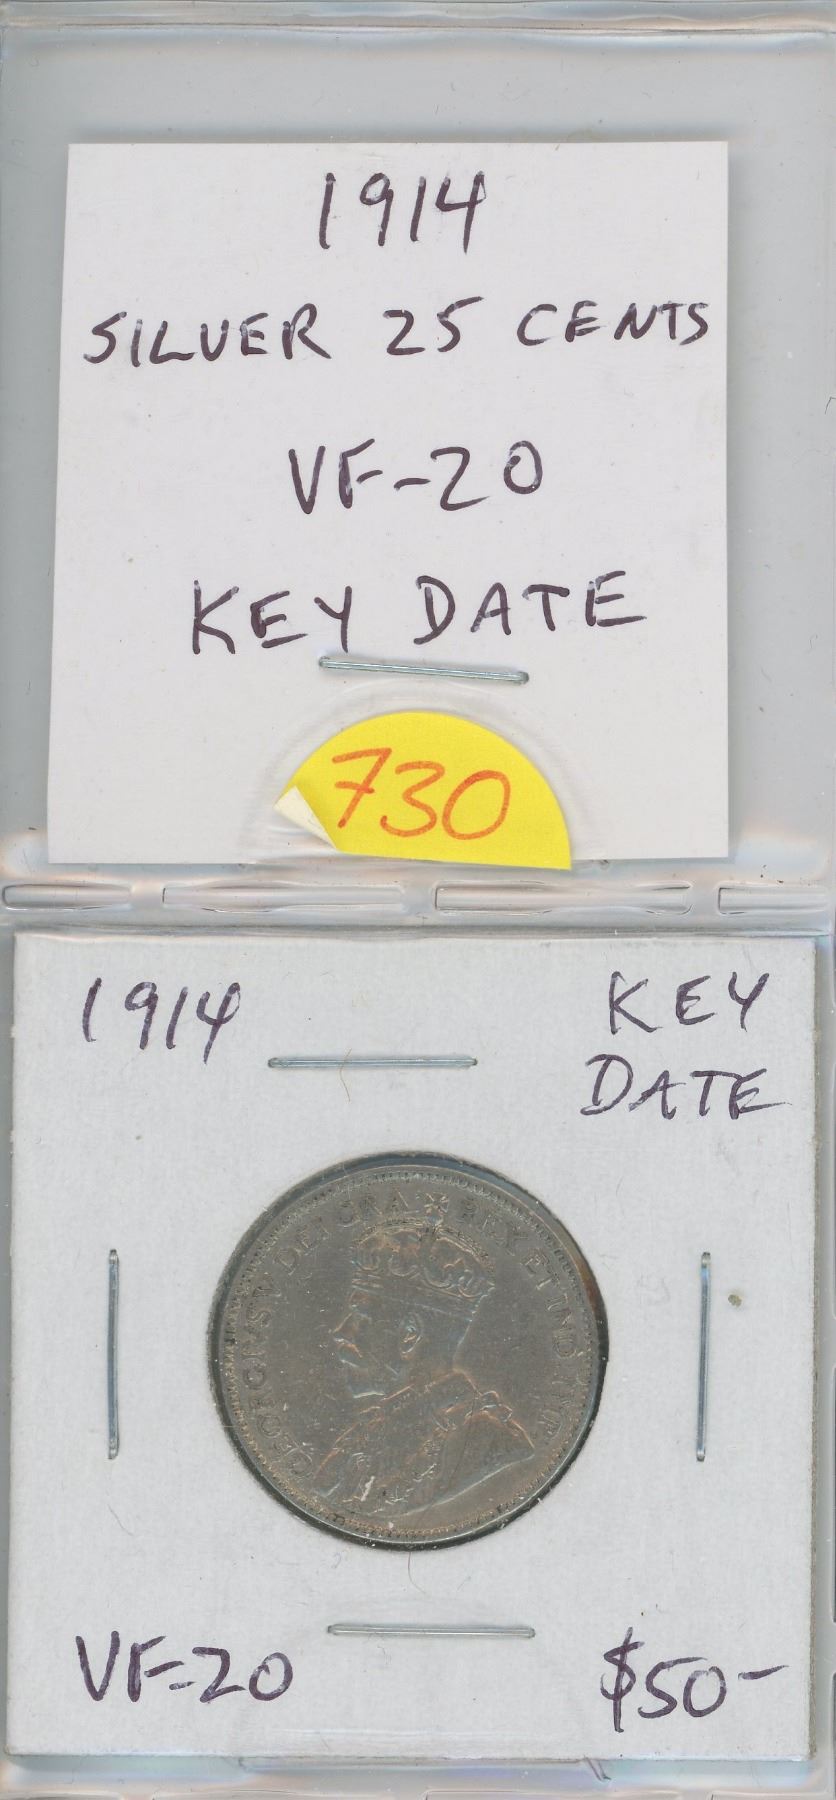 1914
SILVER 25 CENTS
VF-20
KEY DATE
730
1914
KEY
DATE
GEORGIVS V DEI GRA: REX ET IND: IMP:
VF-20
$50-